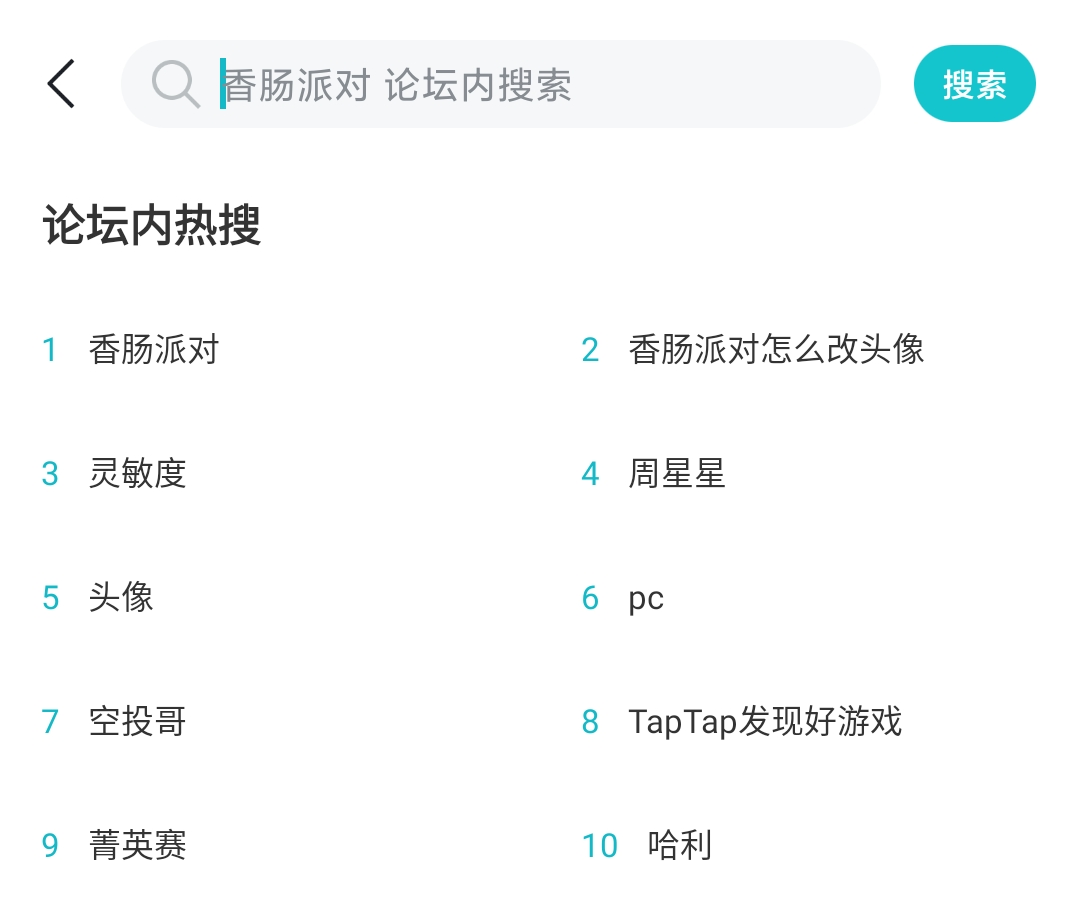 香肠派对 论坛内搜索
搜索
论坛内热搜
1 香肠派对
2 香肠派对怎么改头像
3 灵敏度
4 周星星
5 头像
6 pc
7 空投哥
8 TapTap发现好游戏
9 菁英赛
10 哈利